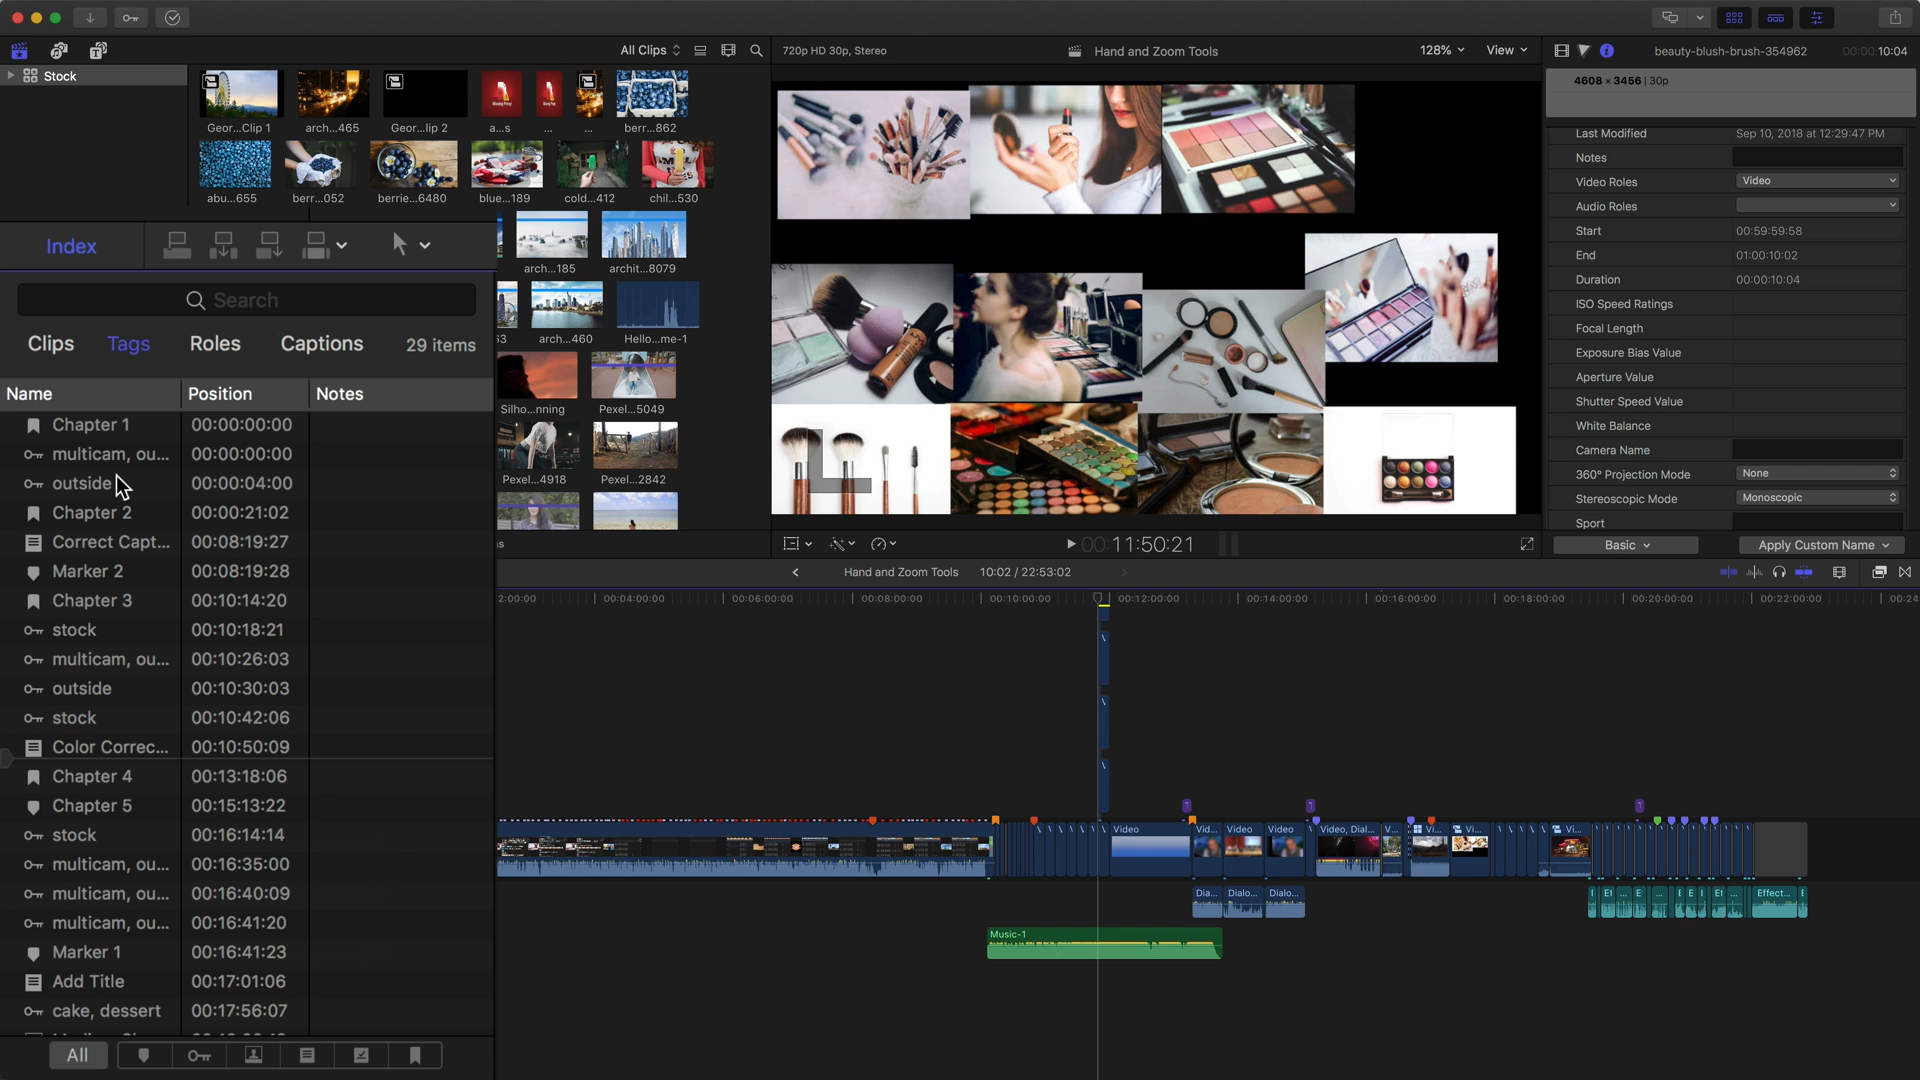 All Clips
720p HD 30p, Stereo
Hand and Zoom Tools
128%
View
beauty-blush-brush-354962
00:00:10:04
Stock
4608 × 3456 | 30p
Geor...Clip 1
arch...465
Geor...lip 2
a...s
...
...
berr...862
abu...655
berr...052
berrie...6480
blue...189
cold...412
chil...530
arch...185
archit...8079
arch...460
Hello...me-1
Silho...nning
Pexel...5049
Pexel...4918
Pexel...2842
Last Modified
Sep 10, 2018 at 12:29:47 PM
Notes
Video Roles
Video
Audio Roles
Start
00:59:59:58
End
01:00:10:02
Duration
00:00:10:04
ISO Speed Ratings
Focal Length
Exposure Bias Value
Aperture Value
Shutter Speed Value
White Balance
Camera Name
360° Projection Mode
None
Stereoscopic Mode
Monoscopic
Sport
Basic
Apply Custom Name
Index
Search
Clips
Tags
Roles
Captions
29 items
Name
Position
Notes
Chapter 1
00:00:00:00
multicam, ou...
00:00:00:00
outside
00:00:04:00
Chapter 2
00:00:21:02
Correct Capt...
00:08:19:27
Marker 2
00:08:19:28
Chapter 3
00:10:14:20
stock
00:10:18:21
multicam, ou...
00:10:26:03
outside
00:10:30:03
stock
00:10:42:06
Color Correc...
00:10:50:09
Chapter 4
00:13:18:06
Chapter 5
00:15:13:22
stock
00:16:14:14
multicam, ou...
00:16:35:00
multicam, ou...
00:16:40:09
multicam, ou...
00:16:41:20
Marker 1
00:16:41:23
Add Title
00:17:01:06
cake, dessert
00:17:56:07
All
00:11:50:21
Hand and Zoom Tools
10:02 / 22:53:02
2:00:00
00:04:00:00
00:06:00:00
00:08:00:00
00:10:00:00
00:12:00:00
00:14:00:00
00:16:00:00
00:18:00:00
00:20:00:00
00:22:00:00
00:24
Video
Vid...
Video
Video
Video, Dial...
V...
Vi...
Vi...
Vi...
Dia...
Dialo...
Dialo...
Effect...
Music-1